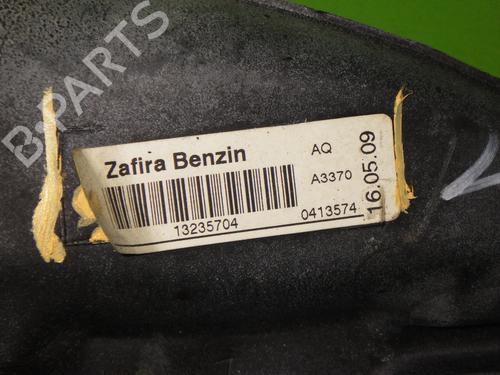 B-PARTS
Zafira Benzin
AQ
A3370
13235704
0413574
16.05.09